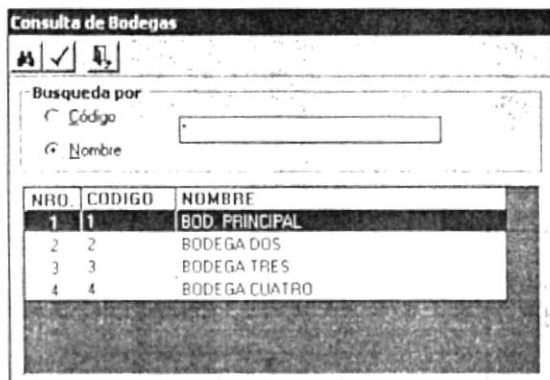 Consulta de Bodegas
Busqueda por
Código
Nombre
NRO. CODIGO NOMBRE
1 1 BOD. PRINCIPAL
2 2 BODEGA DOS
3 3 BODEGA TRES
4 4 BODEGA CUATRO